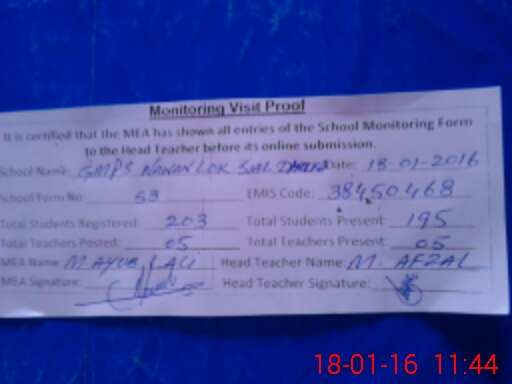 Monitoring Visit Proof
It is certified that the MEA has shown all entries of the School Monitoring Form
to the Head Teacher before its online submission.
School Name: GMPS NAWAN LOK Date: 18-01-2016
School Form No 53 EMIS Code: 38450468
Total Students Registered: 203 Total Students Present: 195
Total Teachers Posted: 05 Total Teachers Present: 05
MEA Name: M AYUB ALI Head Teacher Name: M. AFZAL
MEA Signature: Head Teacher Signature:
18-01-16 11:44